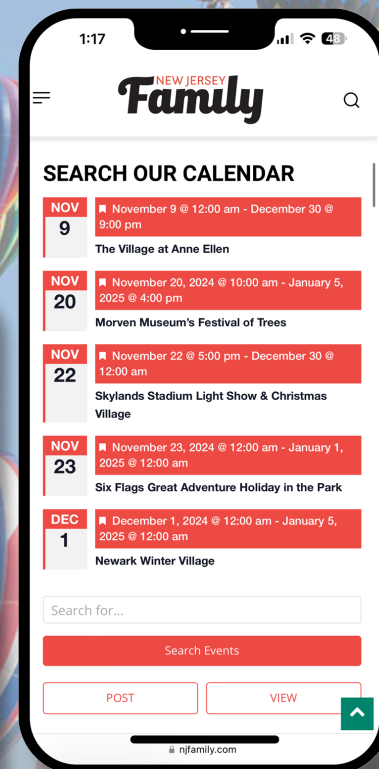 1:17
48
NEW JERSEY
Family
SEARCH OUR CALENDAR
NOV
9
November 9 @ 12:00 am - December 30 @
9:00 pm
The Village at Anne Ellen
NOV
20
November 20, 2024 @ 10:00 am - January 5,
2025 @ 4:00 pm
Morven Museum's Festival of Trees
NOV
22
November 22 @ 5:00 pm - December 30 @
12:00 am
Skylands Stadium Light Show & Christmas
Village
NOV
23
November 23, 2024 @ 12:00 am - January 1,
2025 @ 12:00 am
Six Flags Great Adventure Holiday in the Park
DEC
1
December 1, 2024 @ 12:00 am - January 5,
2025 @ 12:00 am
Newark Winter Village
Search for...
Search Events
POST
VIEW
njfamily.com